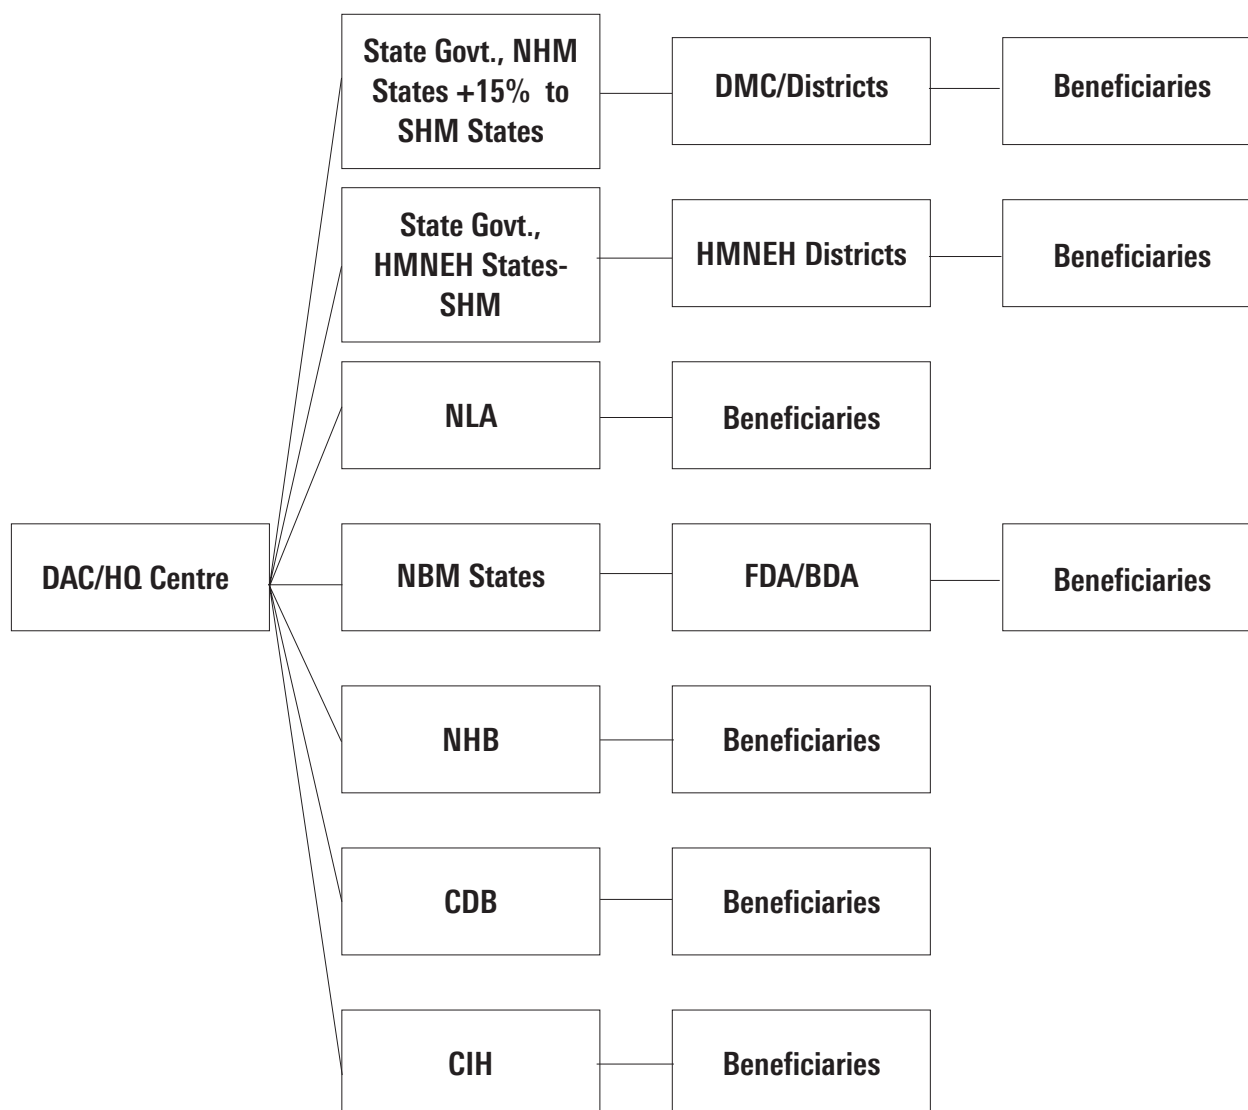 State Govt., NHM
States +15% to
SHM States
DMC/Districts
Beneficiaries
State Govt.,
HMNEH States-
SHM
HMNEH Districts
Beneficiaries
NLA
Beneficiaries
DAC/HQ Centre
NBM States
FDA/BDA
Beneficiaries
NHB
Beneficiaries
CDB
Beneficiaries
CIH
Beneficiaries